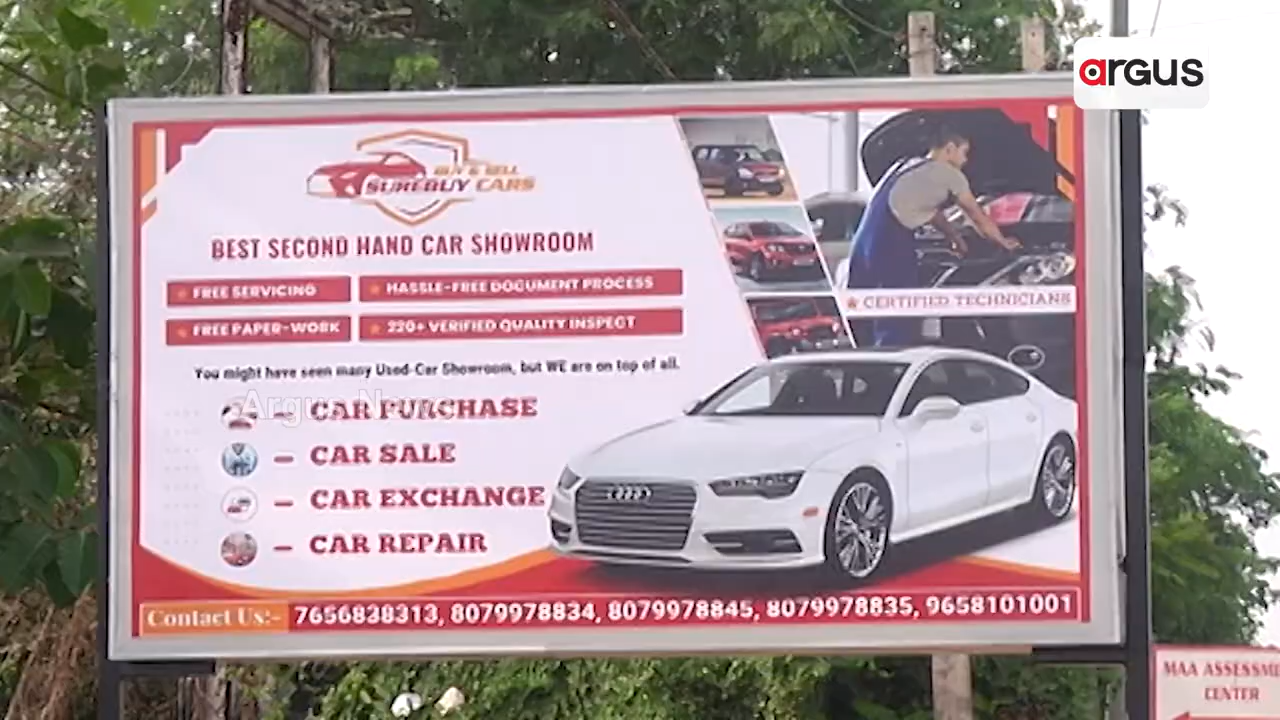 argus
BUY & SELL
SUREBUY CARS
BEST SECOND HAND CAR SHOWROOM
FREE SERVICING
HASSLE-FREE DOCUMENT PROCESS
FREE PAPER-WORK
220+ VERIFIED QUALITY INSPECT
CERTIFIED TECHNICIANS
You might have seen many Used-Car Showroom, but WE are on top of all.
Argus News
– CAR PURCHASE
– CAR SALE
– CAR EXCHANGE
– CAR REPAIR
Contact Us:- 7656838313, 8079978834, 8079978845, 8079978835, 9658101001
MAA ASSESSM
CENTER